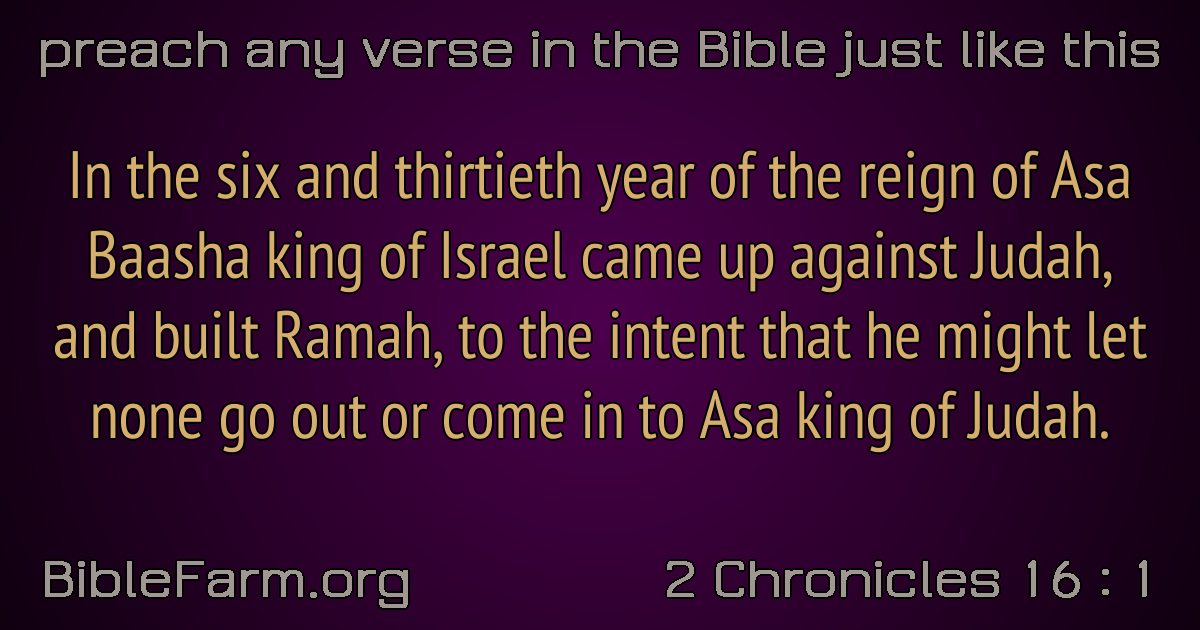 preach any verse in the Bible just like this
In the six and thirtieth year of the reign of Asa
Baasha king of Israel came up against Judah,
and built Ramah, to the intent that he might let
none go out or come in to Asa king of Judah.
BibleFarm.org
2 Chronicles 16 : 1